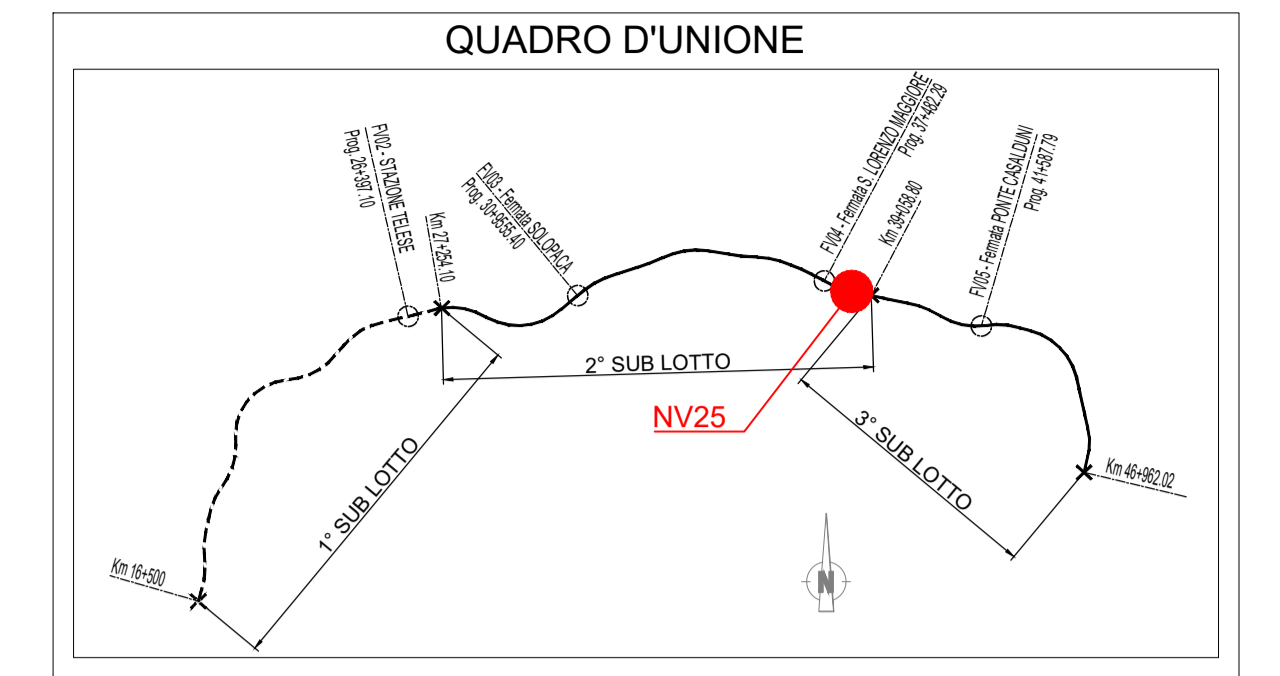 QUADRO D'UNIONE
FV02 - STAZIONE TELESE
Prog. 26+397.10
Km 27+254.10
FV03 - Fermata SOLOPACA
Prog. 30+9555.40
FV04 - Fermata S. LORENZO MAGGIORE
Prog. 37+482.29
Km 39+058.80
FV05 - Fermata PONTE CASALDUNI
Prog. 41+587.79
2° SUB LOTTO
NV25
1° SUB LOTTO
3° SUB LOTTO
Km 46+962.02
Km 16+500
N